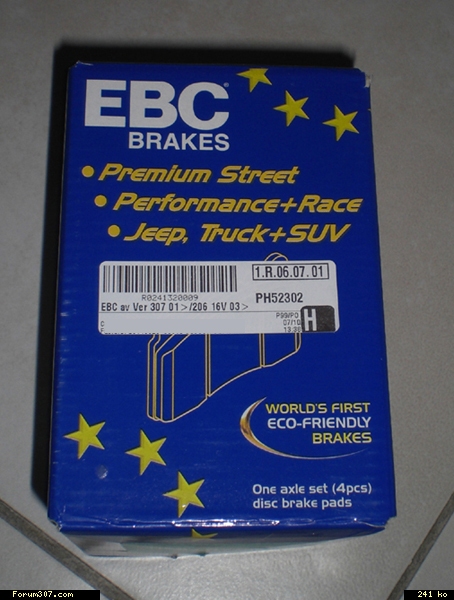 EBC
BRAKES
• Premium Street
• Performance+Race
• Jeep, Truck+SUV
1.R.06.07.01
R0241320009
PH52302
EBC av Ver 307 01>/206 16V 03>
H
WORLD'S FIRST
ECO-FRIENDLY
BRAKES
One axle set (4pcs)
disc brake pads
Forum307.com
241 ko